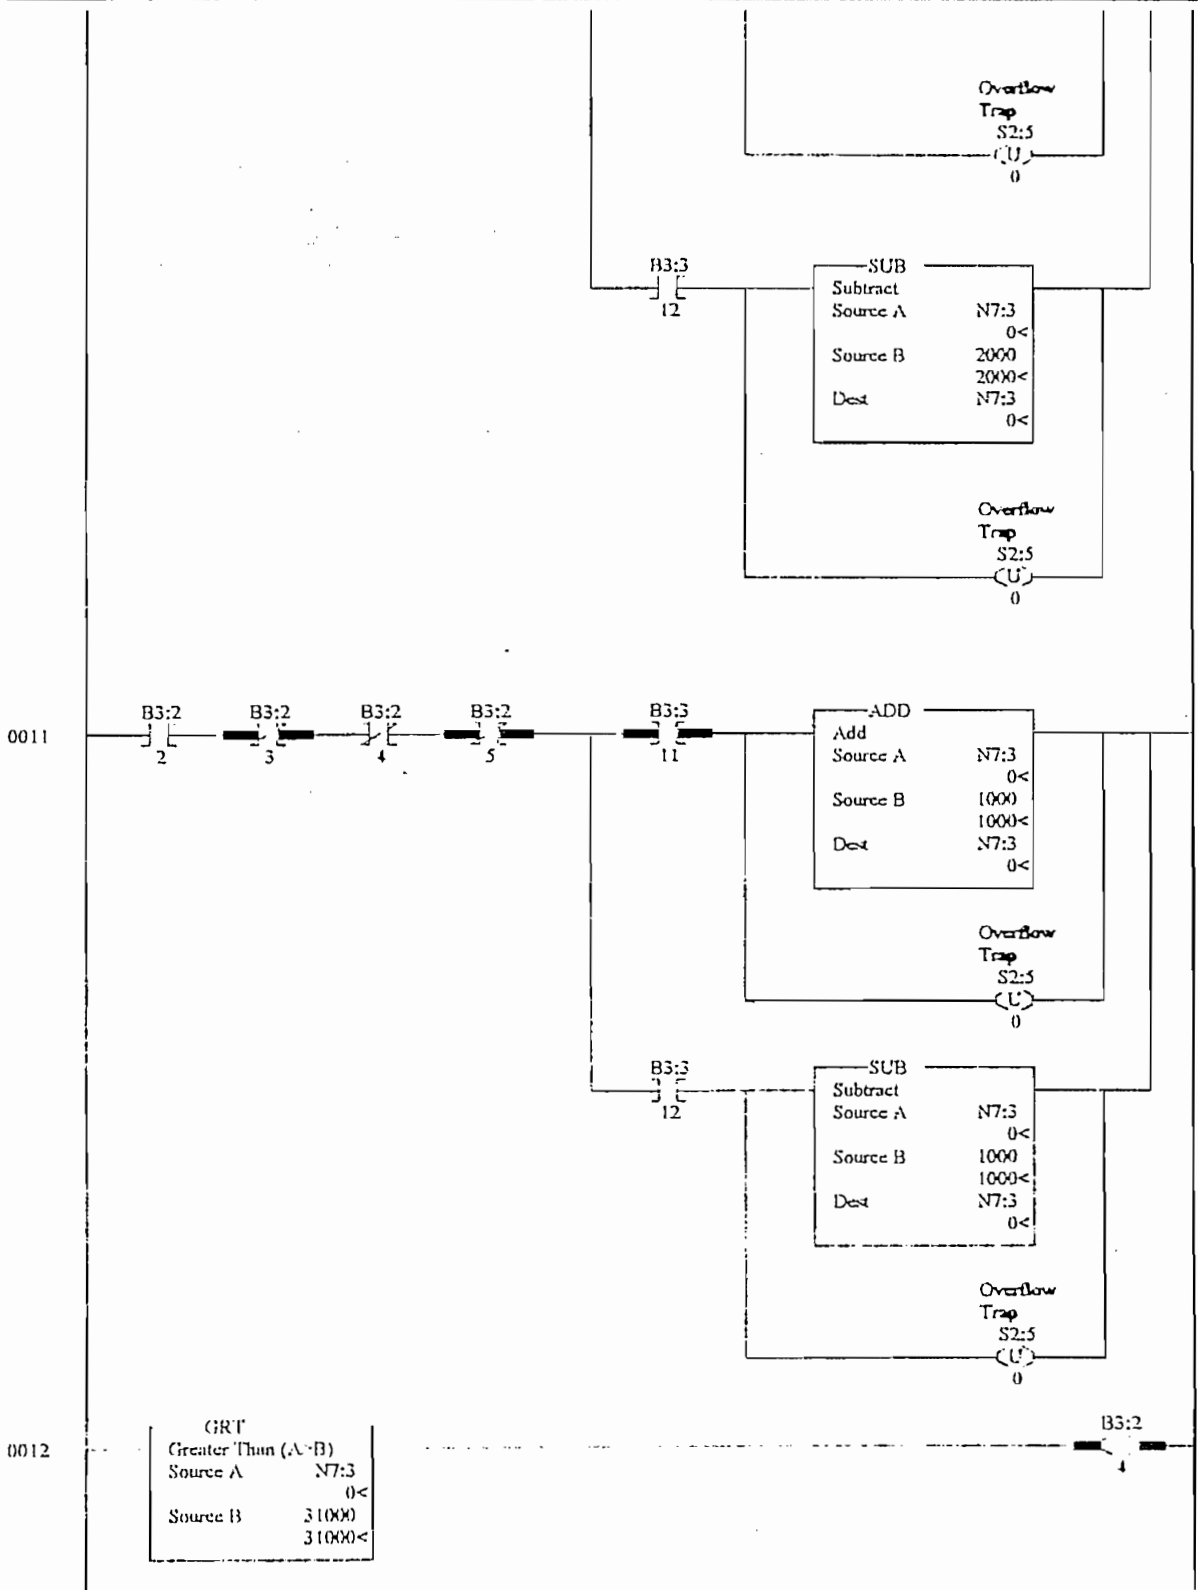 Overflow
Trap
S2:5
U
0
B3:3
12
SUB
Subtract
Source A N7:3
0<
Source B 2000
2000<
Dest N7:3
0<
Overflow
Trap
S2:5
U
0
0011
B3:2
2
B3:2
3
B3:2
4
B3:2
5
B3:3
11
ADD
Add
Source A N7:3
0<
Source B 1000
1000<
Dest N7:3
0<
Overflow
Trap
S2:5
U
0
B3:3
12
SUB
Subtract
Source A N7:3
0<
Source B 1000
1000<
Dest N7:3
0<
Overflow
Trap
S2:5
U
0
0012
GRT
Greater Than (A>B)
Source A N7:3
0<
Source B 31000
31000<
B3:2
4